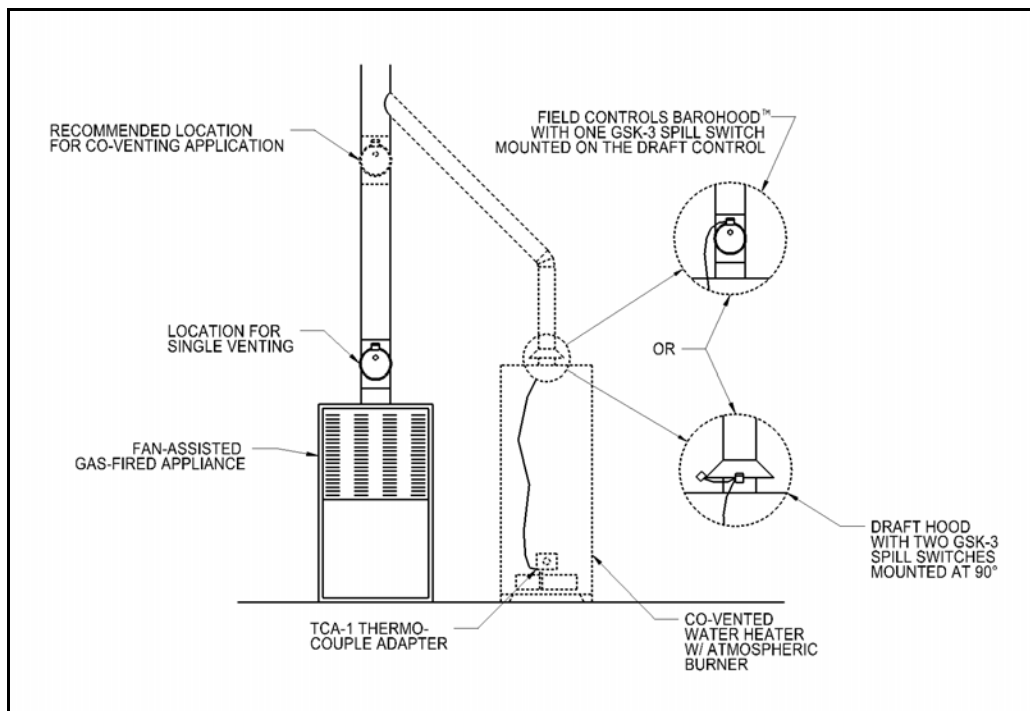 RECOMMENDED LOCATION
FOR CO-VENTING APPLICATION
FIELD CONTROLS BAROHOOD™
WITH ONE GSK-3 SPILL SWITCH
MOUNTED ON THE DRAFT CONTROL
LOCATION FOR
SINGLE VENTING
OR
FAN-ASSISTED
GAS-FIRED APPLIANCE
DRAFT HOOD
WITH TWO GSK-3
SPILL SWITCHES
MOUNTED AT 90°
TCA-1 THERMO-
COUPLE ADAPTER
CO-VENTED
WATER HEATER
W/ ATMOSPHERIC
BURNER